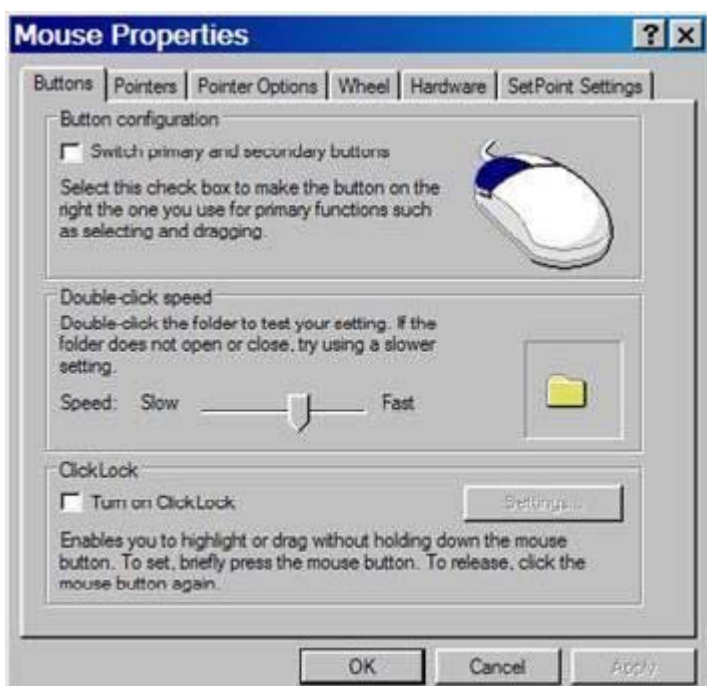 Mouse Properties
Buttons Pointers Pointer Options Wheel Hardware SetPoint Settings
Button configuration
Switch primary and secondary buttons
Select this check box to make the button on the
right the one you use for primary functions such
as selecting and dragging.
Double-click speed
Double-click the folder to test your setting. If the
folder does not open or close, try using a slower
setting.
Speed: Slow Fast
ClickLock
Turn on ClickLock Settings...
Enables you to highlight or drag without holding down the mouse
button. To set, briefly press the mouse button. To release, click the
mouse button again.
OK Cancel Apply